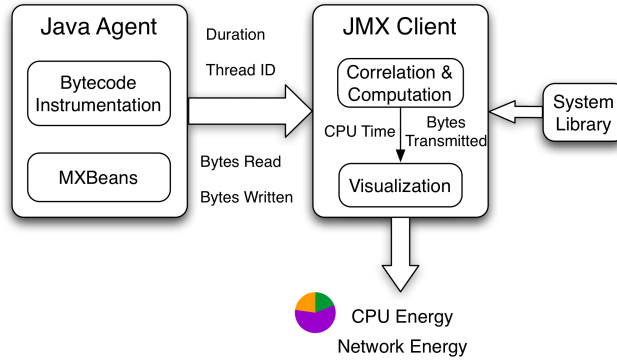 Java Agent
Bytecode
Instrumentation
MXBeans
Duration
Thread ID
Bytes Read
Bytes Written
JMX Client
Correlation &
Computation
CPU Time
Bytes
Transmitted
Visualization
System
Library
CPU Energy
Network Energy